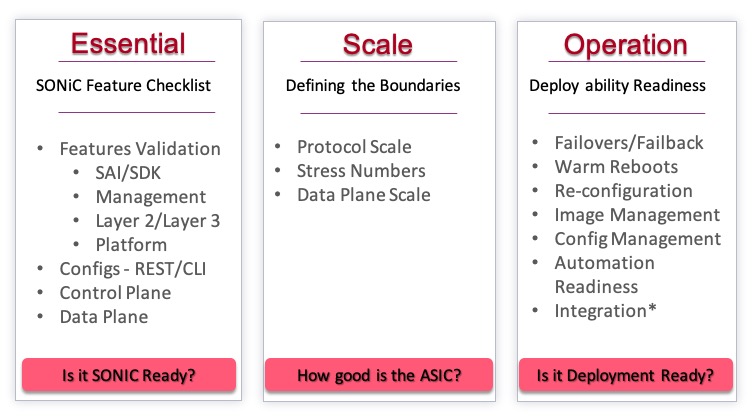 Essential
SONiC Feature Checklist
• Features Validation
• SAI/SDK
• Management
• Layer 2/Layer 3
• Platform
• Configs - REST/CLI
• Control Plane
• Data Plane
Is it SONIC Ready?
Scale
Defining the Boundaries
• Protocol Scale
• Stress Numbers
• Data Plane Scale
How good is the ASIC?
Operation
Deploy ability Readiness
• Failovers/Failback
• Warm Reboots
• Re-configuration
• Image Management
• Config Management
• Automation
Readiness
• Integration*
Is it Deployment Ready?